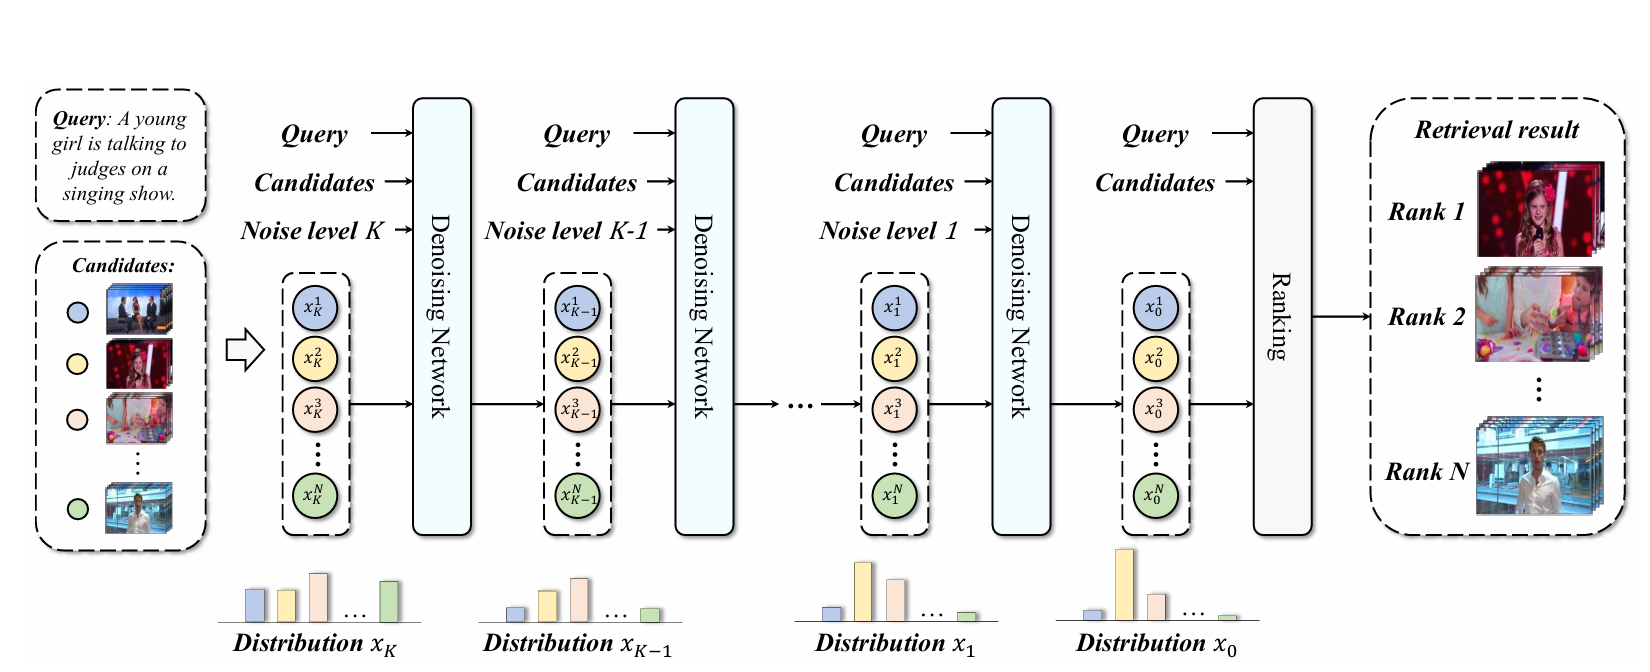 Query: A young
girl is talking to
judges on a
singing show.
Candidates:
⋮
Query
Candidates
Noise level K
x_K^1
x_K^2
x_K^3
⋮
x_K^N
Denoising Network
Distribution x_K
...
Query
Candidates
Noise level K-1
x_{K-1}^1
x_{K-1}^2
x_{K-1}^3
⋮
x_{K-1}^N
Denoising Network
Distribution x_{K-1}
...
...
Query
Candidates
Noise level 1
x_1^1
x_1^2
x_1^3
⋮
x_1^N
Denoising Network
Distribution x_1
...
Query
Candidates
x_0^1
x_0^2
x_0^3
⋮
x_0^N
Ranking
Distribution x_0
...
Retrieval result
Rank 1
Rank 2
⋮
Rank N